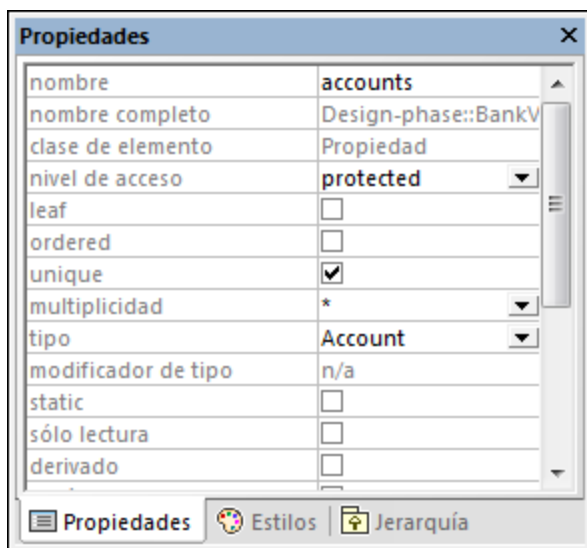 Propiedades
nombre accounts
nombre completo Design-phase::BankV
clase de elemento Propiedad
nivel de acceso protected
leaf
ordered
unique
multiplicidad *
tipo Account
modificador de tipo n/a
static
sólo lectura
derivado
Propiedades Estilos Jerarquía